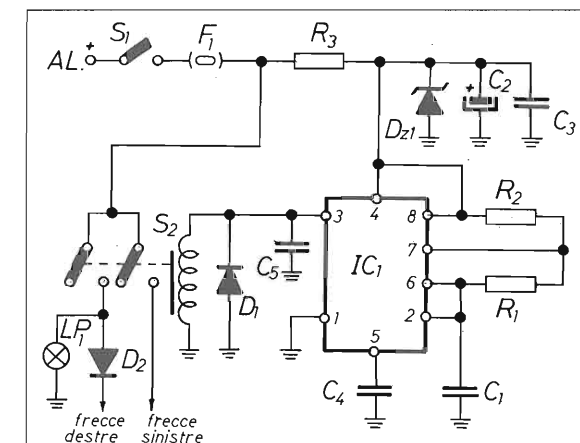 AL. + S1 F1 R3
Dz1 + C2 C3
S2 3 4 8 R2
C5 IC1 7
D1 6 R1
LP1 D2 1 2
5
C4 C1
frecce destre
frecce sinistre